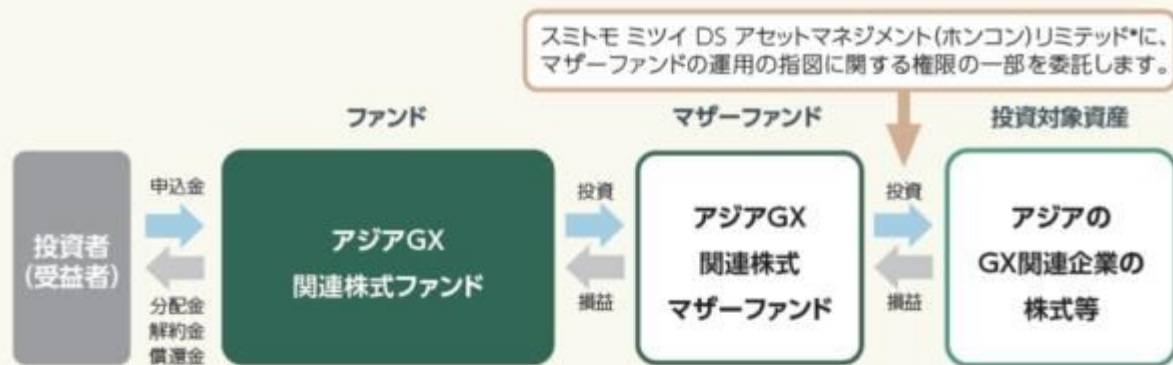 スミトモ ミツイ DS アセットマネジメント(ホンコン)リミテッド*に、
マザーファンドの運用の指図に関する権限の一部を委託します。
ファンド
マザーファンド
投資対象資産
投資者
(受益者)
申込金
分配金
解約金
償還金
アジアGX
関連株式ファンド
投資
損益
アジアGX
関連株式
マザーファンド
投資
損益
アジアの
GX関連企業の
株式等